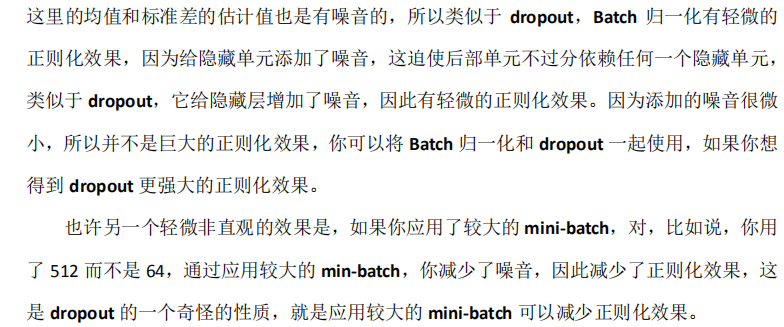 这里的均值和标准差的估计值也是有噪音的，所以类似于 dropout，Batch 归一化有轻微的
正则化效果，因为给隐藏单元添加了噪音，这迫使后部单元不过分依赖任何一个隐藏单元，
类似于 dropout，它给隐藏层增加了噪音，因此有轻微的正则化效果。因为添加的噪音很微
小，所以并不是巨大的正则化效果，你可以将 Batch 归一化和 dropout 一起使用，如果你想
得到 dropout 更强大的正则化效果。
也许另一个轻微非直观的效果是，如果你应用了较大的 mini-batch，对，比如说，你用
了 512 而不是 64，通过应用较大的 min-batch，你减少了噪音，因此减少了正则化效果，这
是 dropout 的一个奇怪的性质，就是应用较大的 mini-batch 可以减少正则化效果。